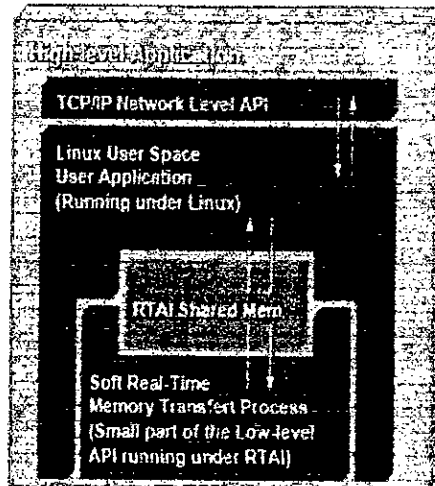 High-level Application
TCP/IP Network Level API
Linux User Space
User Application
(Running under Linux)
RTAI Shared Mem
Soft Real-Time
Memory Transfert Process
(Small part of the Low-level
API running under RTAI)